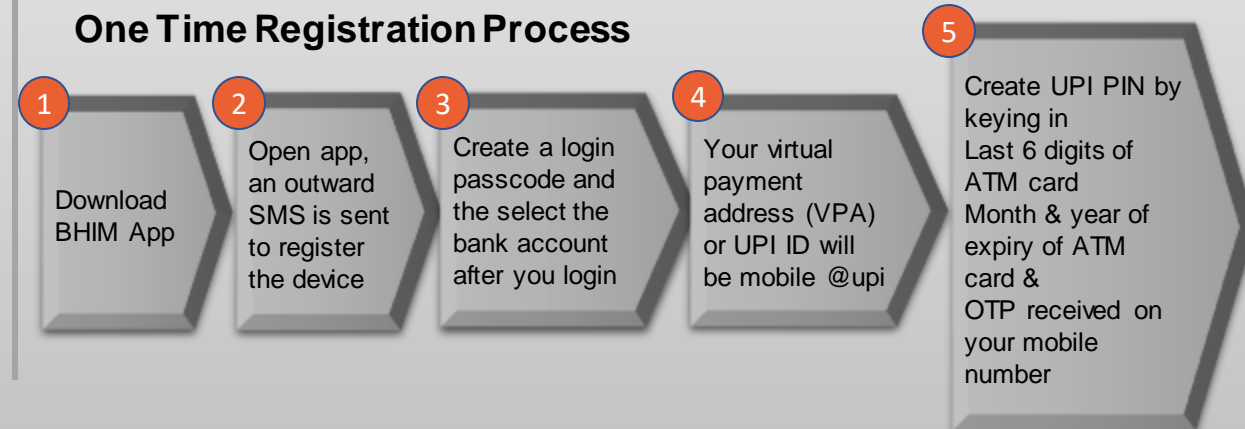 One Time Registration Process
1
Download
BHIM App
2
Open app,
an outward
SMS is sent
to register
the device
3
Create a login
passcode and
the select the
bank account
after you login
4
Your virtual
payment
address (VPA)
or UPI ID will
be mobile @upi
5
Create UPI PIN by
keying in
Last 6 digits of
ATM card
Month & year of
expiry of ATM
card &
OTP received on
your mobile
number